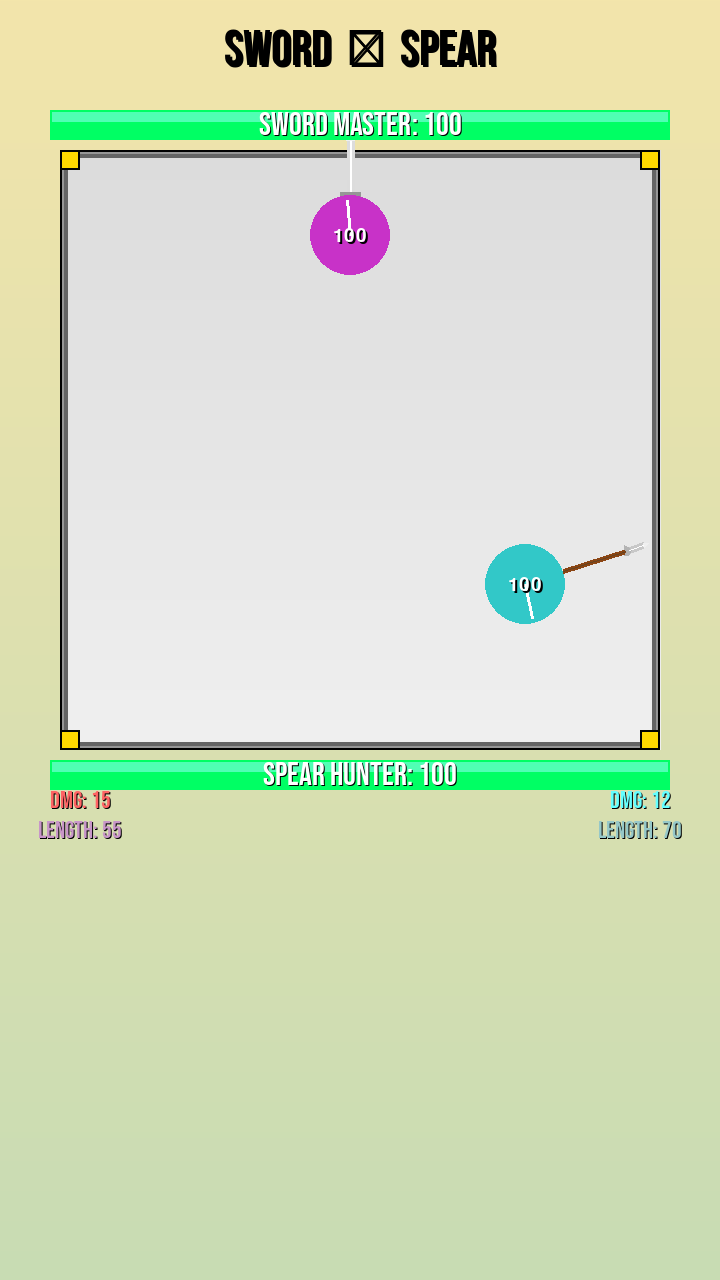 SWORD ☒ SPEAR
SWORD MASTER: 100
100
100
SPEAR HUNTER: 100
DMG: 15 DMG: 12
LENGTH: 55 LENGTH: 70